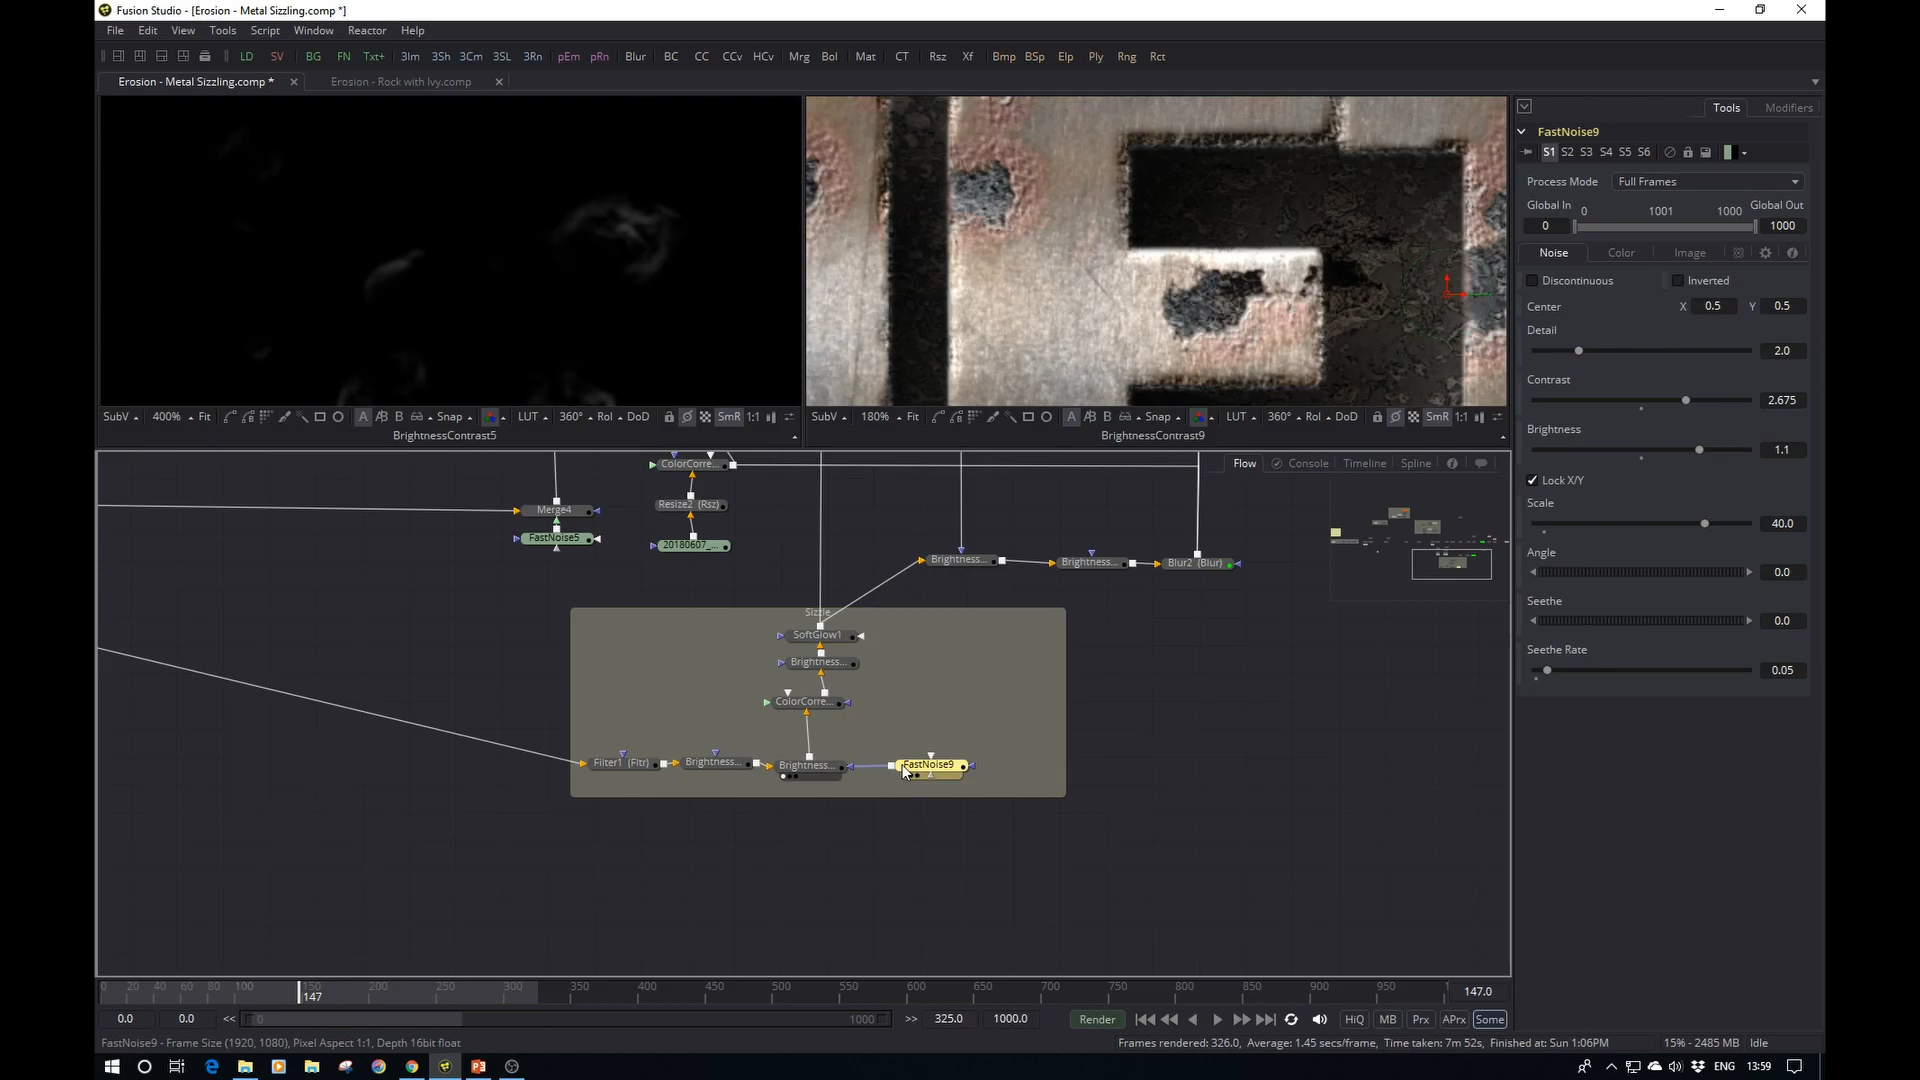 Fusion Studio - [Erosion - Metal Sizzling.comp *]
File Edit View Tools Script Window Reactor Help
LD SV BG FN Txt+ 3Im 3Sh 3Cm 3SL 3Rn pEm pRn Blur BC CC CCv HCv Mrg Bol Mat CT Rsz Xf Bmp BSp Elp Ply Rng Rct
Erosion - Metal Sizzling.comp * Erosion - Rock with Ivy.comp
Tools Modifiers
FastNoise9
S1 S2 S3 S4 S5 S6
Process Mode Full Frames
Global In 0 1001 1000 Global Out
0 1000
Noise Color Image
Discontinuous Inverted
Center X 0.5 Y 0.5
Detail
2.0
Contrast
2.675
Brightness
1.1
Lock X/Y
Scale
40.0
Angle
0.0
Seethe
0.0
Seethe Rate
0.05
SubV 400% Fit A B Snap LUT 360° RoI DoD SmR 1:1
BrightnessContrast5
SubV 180% Fit A B Snap LUT 360° RoI DoD SmR 1:1
BrightnessContrast9
Flow Console Timeline Spline
ColorCorre...
Merge4 Resize2 (Rsz)
FastNoise5 20180607_...
Brightness... Brightness... Blur2 (Blur)
Sizzle
SoftGlow1
Brightness...
ColorCorre...
Filter1 (Fltr) Brightness... Brightness... FastNoise9
0 20 40 60 80 100 150 200 250 300 350 400 450 500 550 600 650 700 750 800 850 900 950
147 147.0
0.0 0.0 << 0 1000 >> 325.0 1000.0 Render HiQ MB Prx APrx Some
FastNoise9 - Frame Size (1920, 1080), Pixel Aspect 1:1, Depth 16bit float Frames rendered: 326.0, Average: 1.45 secs/frame, Time taken: 7m 52s, Finished at: Sun 1:06PM 15% - 2485 MB Idle
ENG 13:59